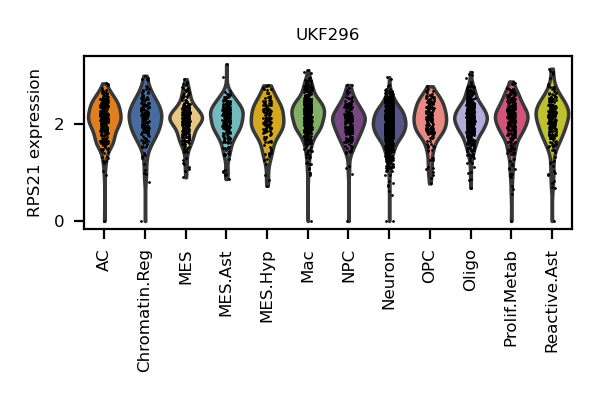 UKF296
RPS21 expression
2
0
AC
Chromatin.Reg
MES
MES.Ast
MES.Hyp
Mac
NPC
Neuron
OPC
Oligo
Prolif.Metab
Reactive.Ast